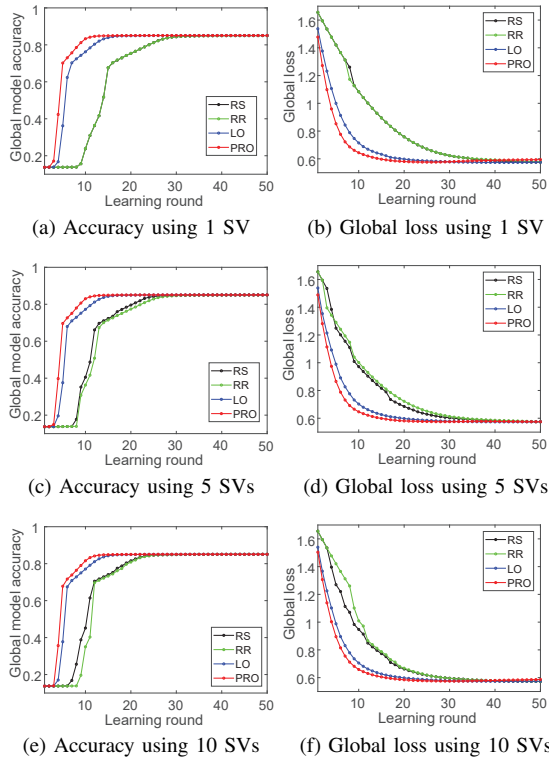 Global model accuracy
1
0.8
0.6
0.4
0.2
RS
RR
LO
PRO
10 20 30 40 50
Learning round
(a) Accuracy using 1 SV
Global loss
1.6
1.4
1.2
1
0.8
0.6
RS
RR
LO
PRO
0 10 20 30 40 50
Learning round
(b) Global loss using 1 SV
Global model accuracy
1
0.8
0.6
0.4
0.2
RS
RR
LO
PRO
10 20 30 40 50
Learning round
(c) Accuracy using 5 SVs
Global loss
1.6
1.4
1.2
1
0.8
0.6
RS
RR
LO
PRO
0 10 20 30 40 50
Learning round
(d) Global loss using 5 SVs
Global model accuracy
1
0.8
0.6
0.4
0.2
RS
RR
LO
PRO
10 20 30 40 50
Learning round
(e) Accuracy using 10 SVs
Global loss
1.6
1.4
1.2
1
0.8
0.6
RS
RR
LO
PRO
0 10 20 30 40 50
Learning round
(f) Global loss using 10 SVs